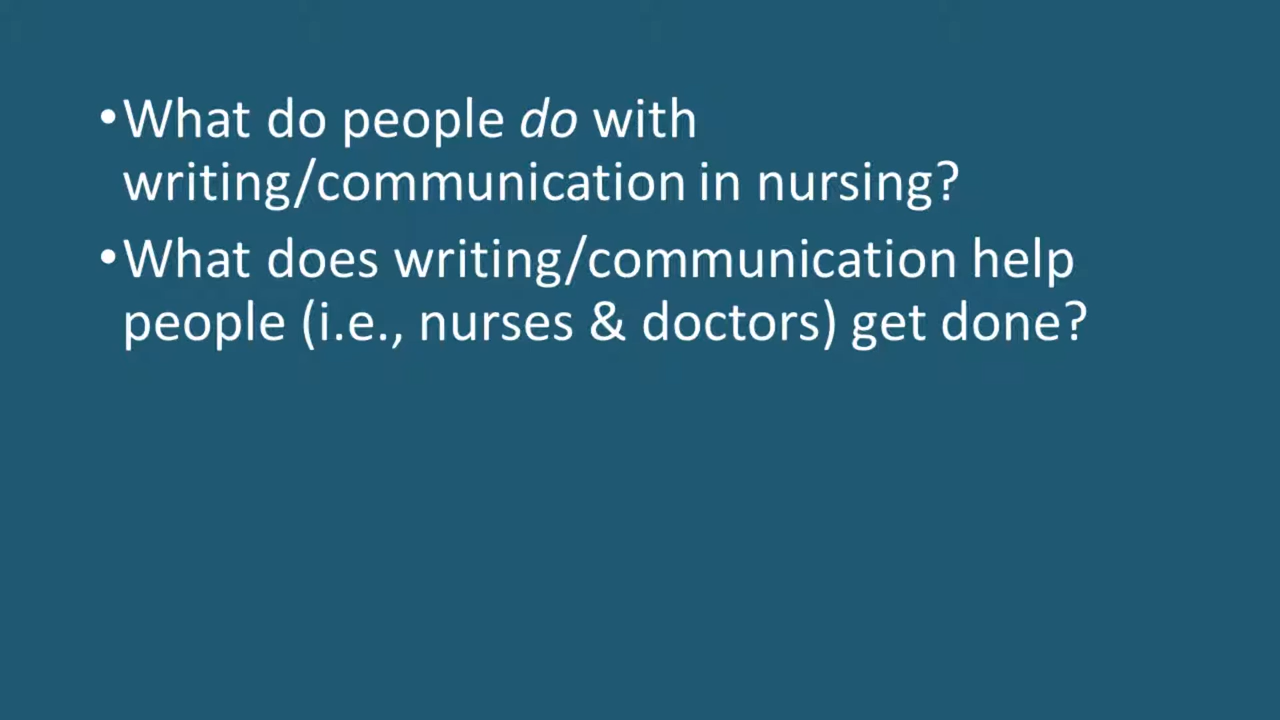 •What do people do with
writing/communication in nursing?
•What does writing/communication help
people (i.e., nurses & doctors) get done?